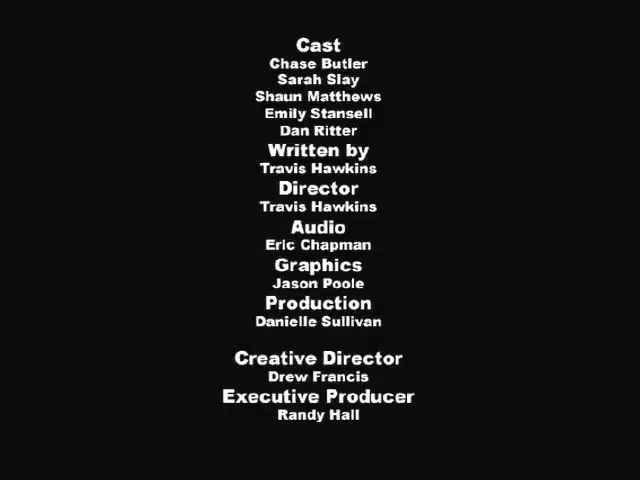 Cast
Chase Butler
Sarah Slay
Shaun Matthews
Emily Stansell
Dan Ritter
Written by
Travis Hawkins
Director
Travis Hawkins
Audio
Eric Chapman
Graphics
Jason Poole
Production
Danielle Sullivan
Creative Director
Drew Francis
Executive Producer
Randy Hall